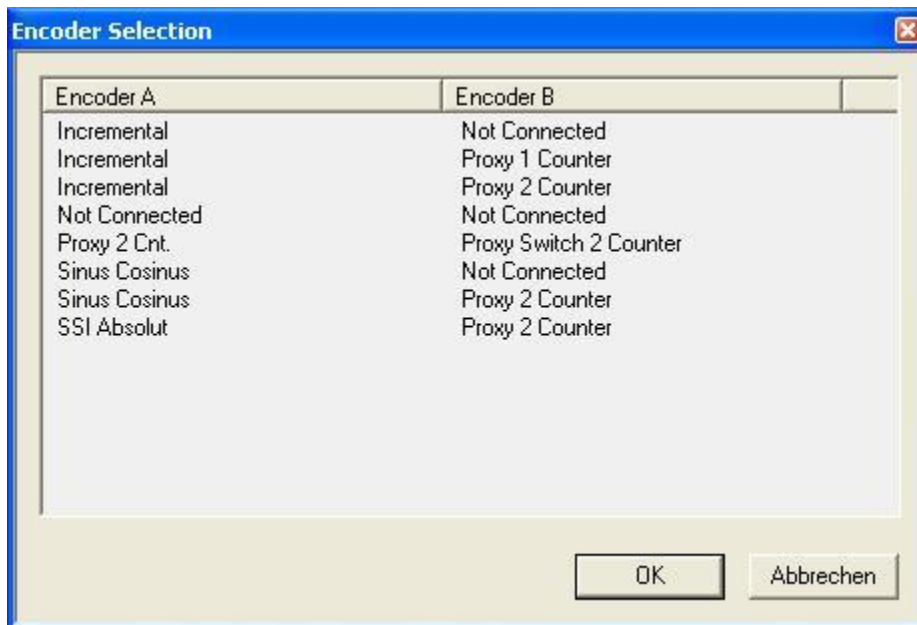 Encoder Selection
Encoder A Encoder B
Incremental Not Connected
Incremental Proxy 1 Counter
Incremental Proxy 2 Counter
Not Connected Not Connected
Proxy 2 Cnt. Proxy Switch 2 Counter
Sinus Cosinus Not Connected
Sinus Cosinus Proxy 2 Counter
SSI Absolut Proxy 2 Counter
OK Abbrechen